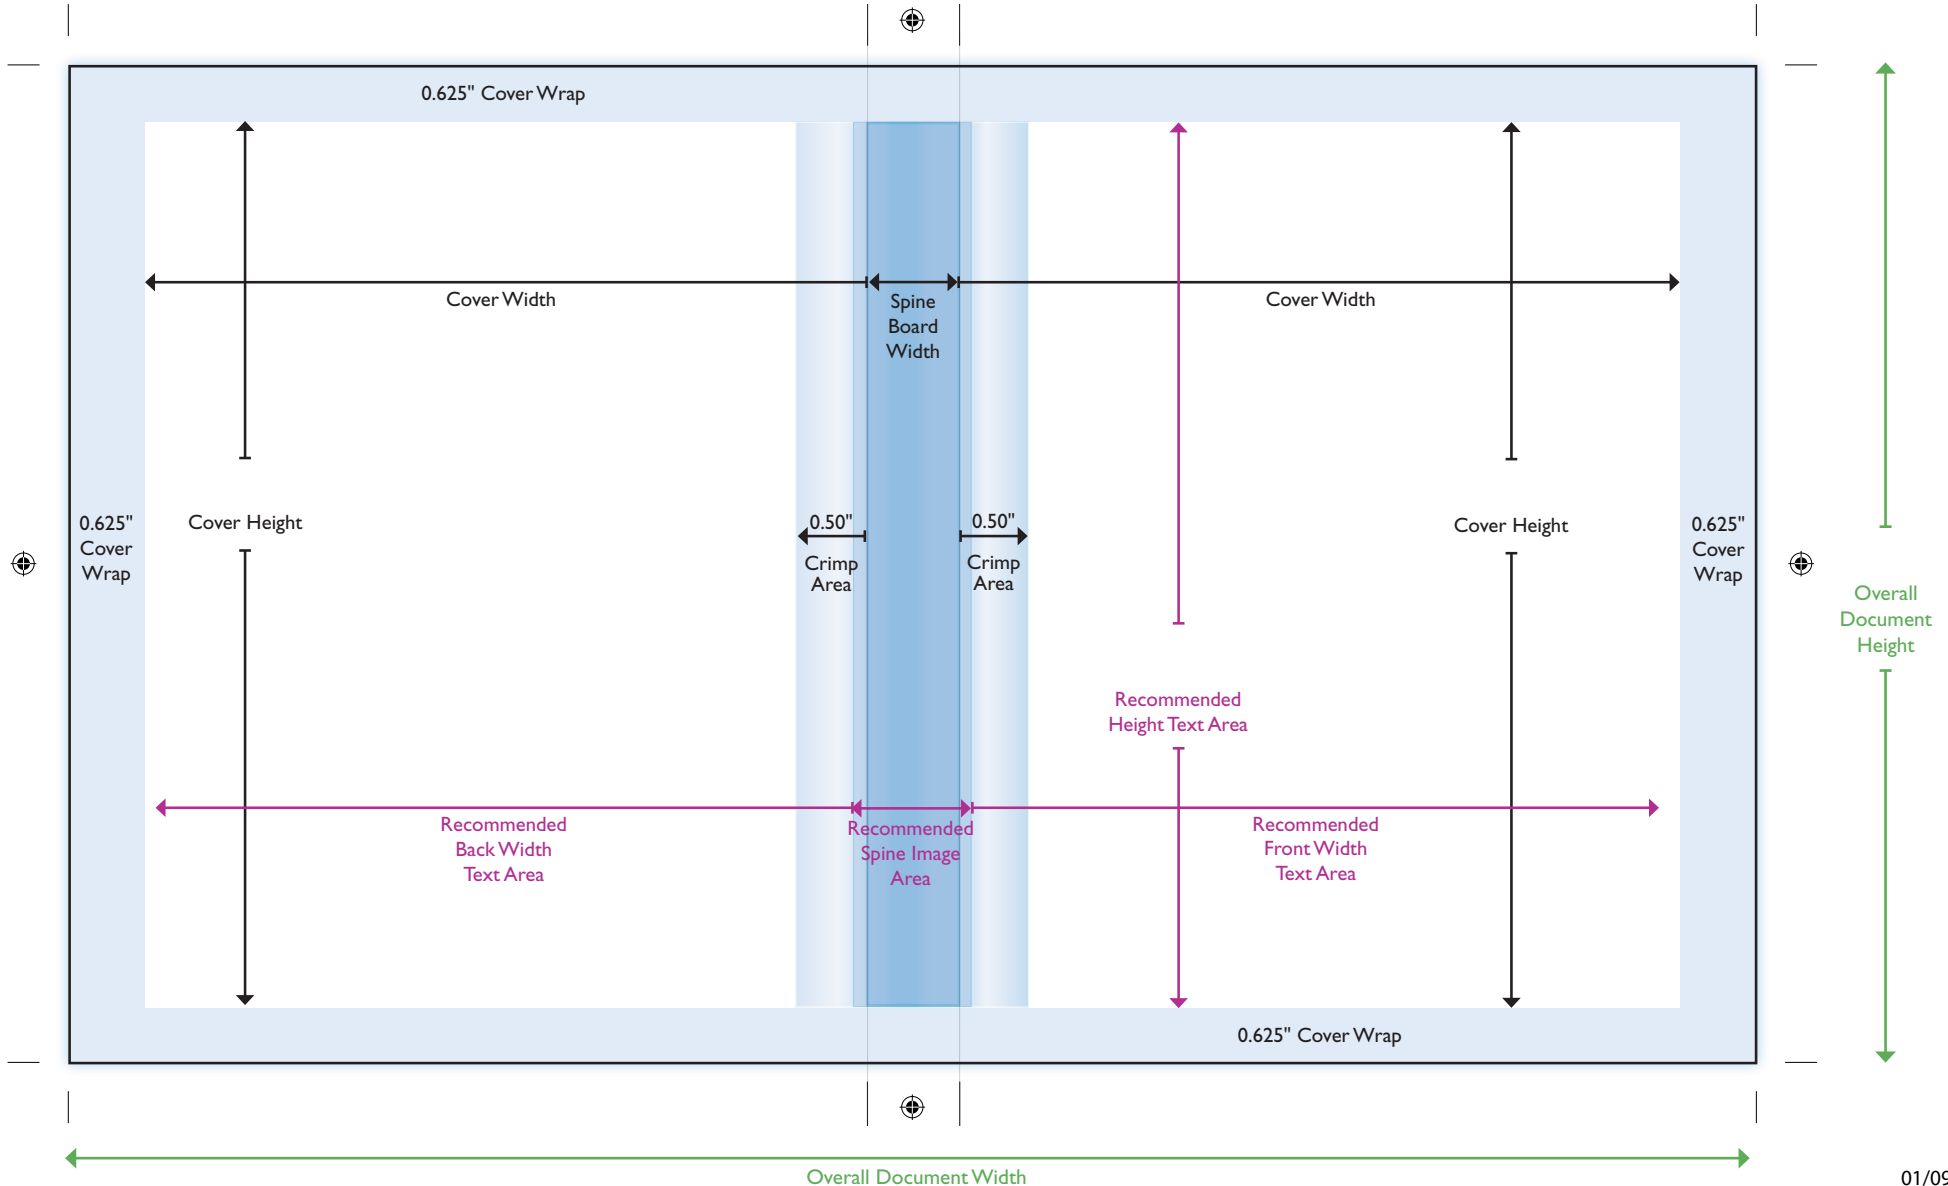 0.625" Cover Wrap
Cover Width
Spine
Board
Width
Cover Width
0.625"
Cover
Wrap
Cover Height
0.50"
Crimp
Area
0.50"
Crimp
Area
Cover Height
0.625"
Cover
Wrap
Overall
Document
Height
Recommended
Height Text Area
Recommended
Back Width
Text Area
Recommended
Spine Image
Area
Recommended
Front Width
Text Area
0.625" Cover Wrap
Overall Document Width
01/09